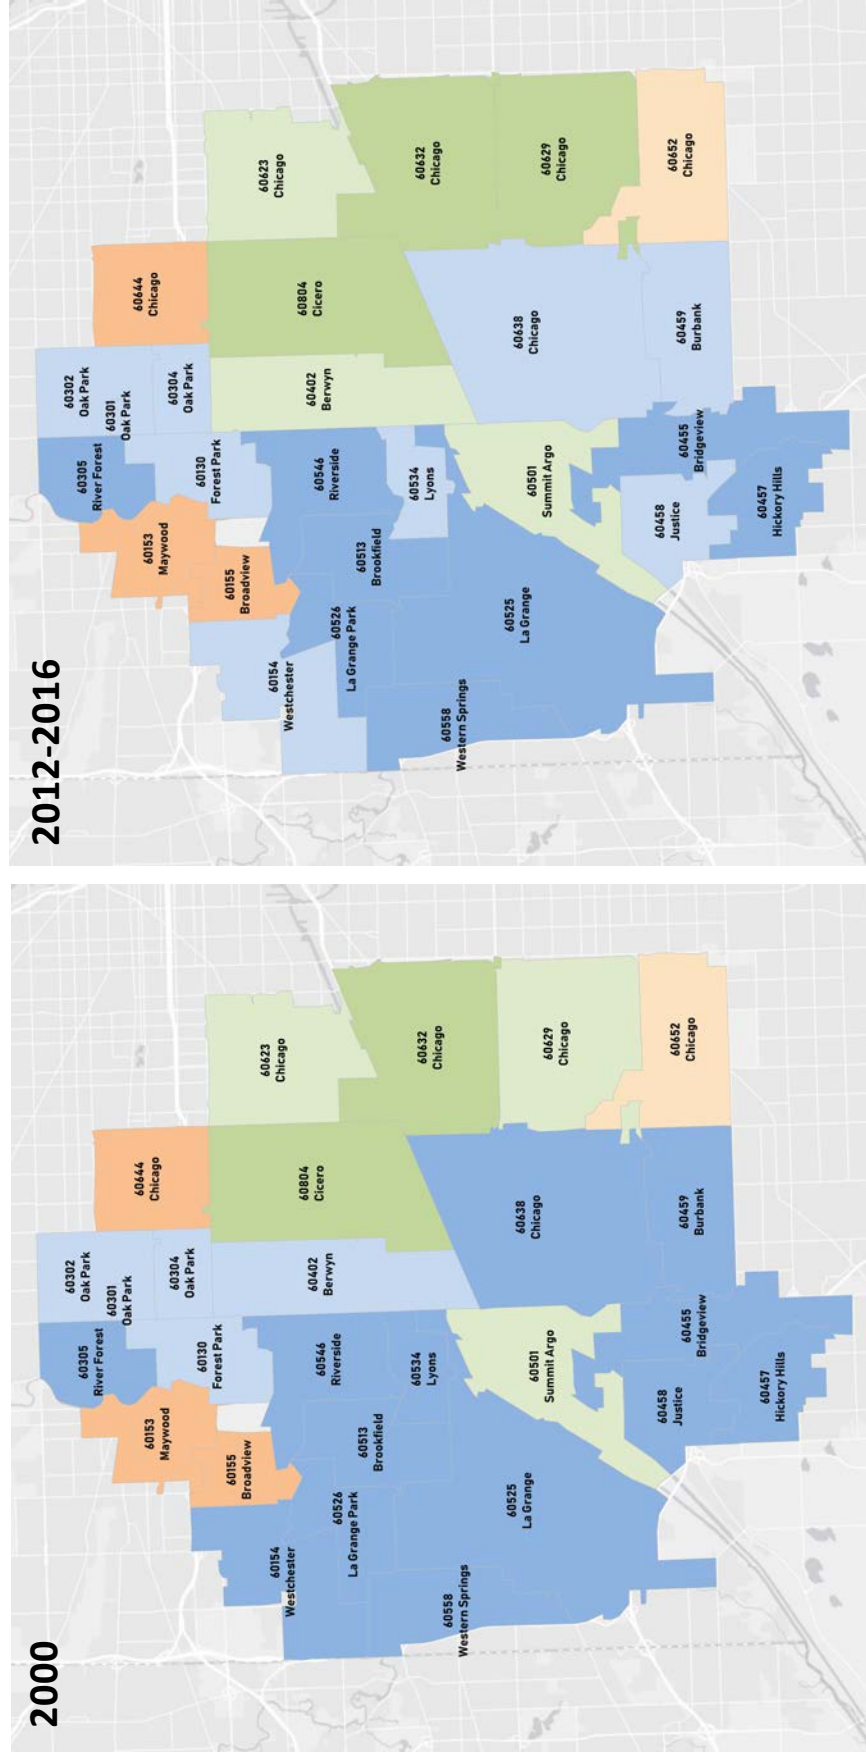 2000
60302
Oak Park
60301
Oak Park
60305
River Forest
60304
Oak Park
60644
Chicago
60130
Forest Park
60153
Maywood
60155
Broadview
60154
Westchester
60623
Chicago
60804
Cicero
60402
Berwyn
60546
Riverside
60513
Brookfield
60526
La Grange Park
60534
Lyons
60632
Chicago
60558
Western Springs
60525
La Grange
60501
Summit Argo
60638
Chicago
60629
Chicago
60652
Chicago
60459
Burbank
60455
Bridgeview
60458
Justice
60457
Hickory Hills
2012-2016
60302
Oak Park
60301
Oak Park
60305
River Forest
60304
Oak Park
60644
Chicago
60130
Forest Park
60153
Maywood
60155
Broadview
60154
Westchester
60623
Chicago
60804
Cicero
60402
Berwyn
60546
Riverside
60513
Brookfield
60526
La Grange Park
60534
Lyons
60632
Chicago
60558
Western Springs
60525
La Grange
60501
Summit Argo
60638
Chicago
60629
Chicago
60652
Chicago
60459
Burbank
60455
Bridgeview
60458
Justice
60457
Hickory Hills